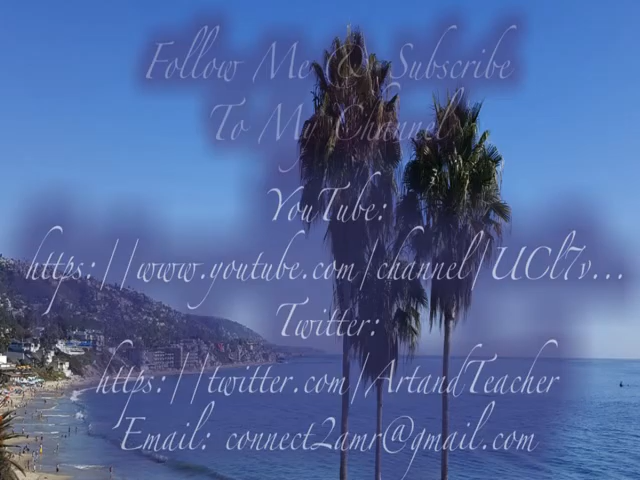 Follow Me & Subscribe
To My Channel
YouTube:
https://www.youtube.com/channel/UCl7v...
Twitter:
https://twitter.com/ArtandTeacher
Email: connect2amr@gmail.com